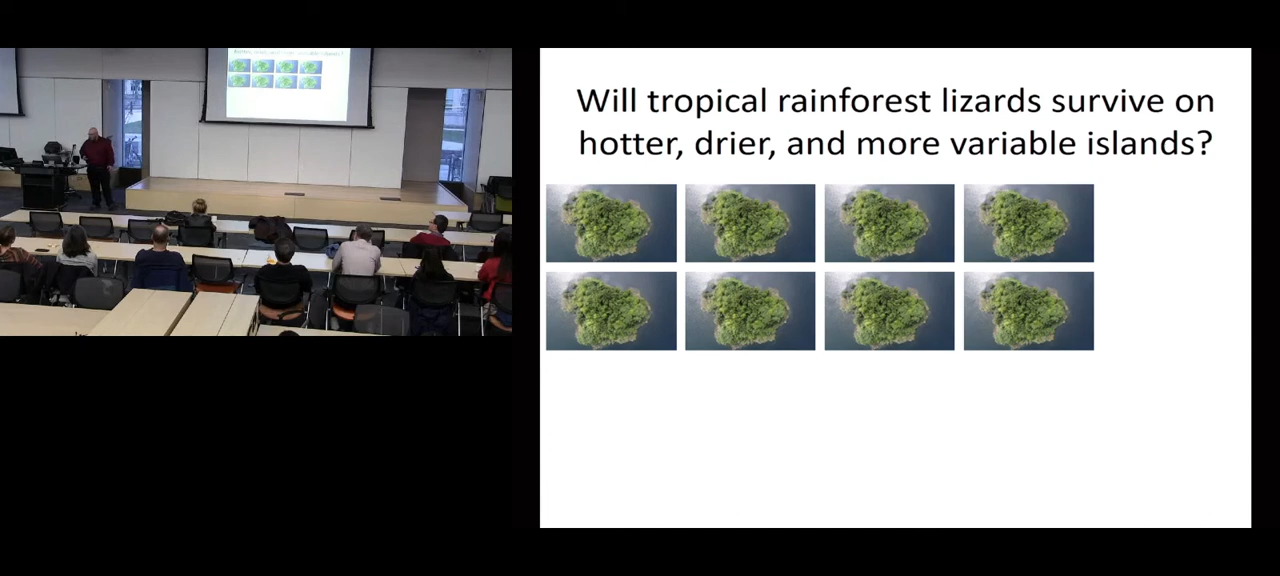 Will tropical rainforest lizards survive on
hotter, drier, and more variable islands?